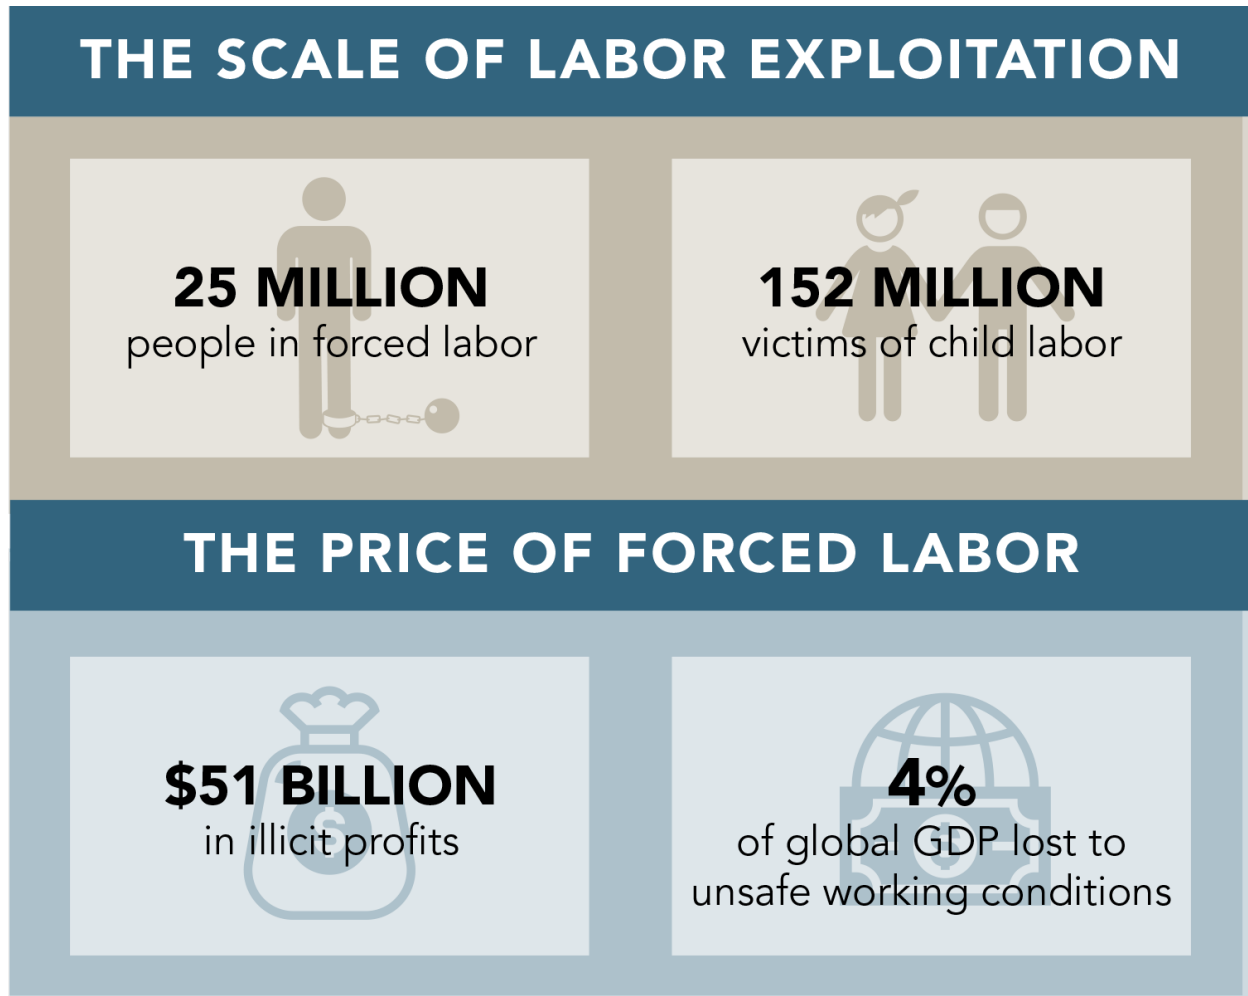 THE SCALE OF LABOR EXPLOITATION
25 MILLION
people in forced labor
152 MILLION
victims of child labor
THE PRICE OF FORCED LABOR
$51 BILLION
in illicit profits
$
4%
of global GDP lost to
unsafe working conditions
$